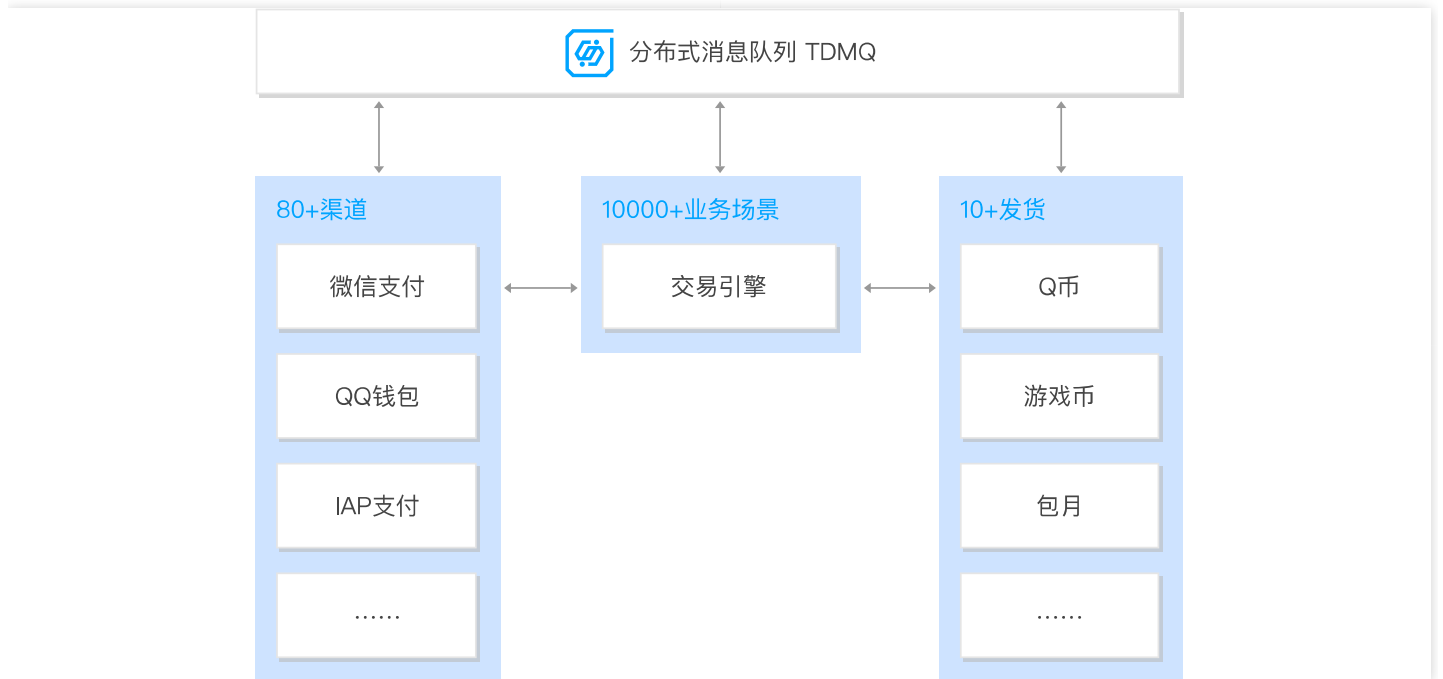 分布式消息队列 TDMQ
80+渠道
微信支付
QQ钱包
IAP支付
……
10000+业务场景
交易引擎
10+发货
Q币
游戏币
包月
……